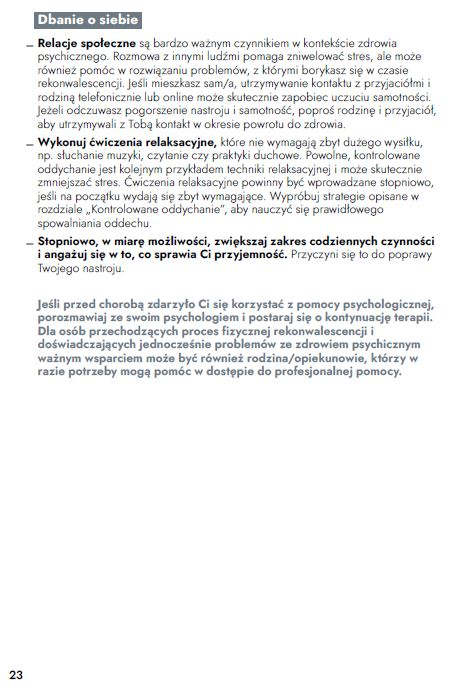 Dbanie o siebie
– Relacje społeczne są bardzo ważnym czynnikiem w kontekście zdrowia
psychicznego. Rozmowa z innymi ludźmi pomaga zniwelować stres, ale może
również pomóc w rozwiązaniu problemów, z którymi borykasz się w czasie
rekonwalescencji. Jeśli mieszkasz sam/a, utrzymywanie kontaktu z przyjaciółmi i
rodziną telefonicznie lub online może skutecznie zapobiec uczuciu samotności.
Jeżeli odczuwasz pogorszenie nastroju i samotność, poproś rodzinę i przyjaciół,
aby utrzymywali z Tobą kontakt w okresie powrotu do zdrowia.
– Wykonuj ćwiczenia relaksacyjne, które nie wymagają zbyt dużego wysiłku,
np. słuchanie muzyki, czytanie czy praktyki duchowe. Powolne, kontrolowane
oddychanie jest kolejnym przykładem techniki relaksacyjnej i może skutecznie
zmniejszać stres. Ćwiczenia relaksacyjne powinny być wprowadzane stopniowo,
jeśli na początku wydają się zbyt wymagające. Wypróbuj strategie opisane w
rozdziale „Kontrolowane oddychanie”, aby nauczyć się prawidłowego
spowalniania oddechu.
– Stopniowo, w miarę możliwości, zwiększaj zakres codziennych czynności
i angażuj się w to, co sprawia Ci przyjemność. Przyczyni się to do poprawy
Twojego nastroju.
Jeśli przed chorobą zdarzyło Ci się korzystać z pomocy psychologicznej,
porozmawiaj ze swoim psychologiem i postaraj się o kontynuację terapii.
Dla osób przechodzących proces fizycznej rekonwalescencji i
doświadczających jednocześnie problemów ze zdrowiem psychicznym
ważnym wsparciem może być również rodzina/opiekunowie, którzy w
razie potrzeby mogą pomóc w dostępie do profesjonalnej pomocy.
23